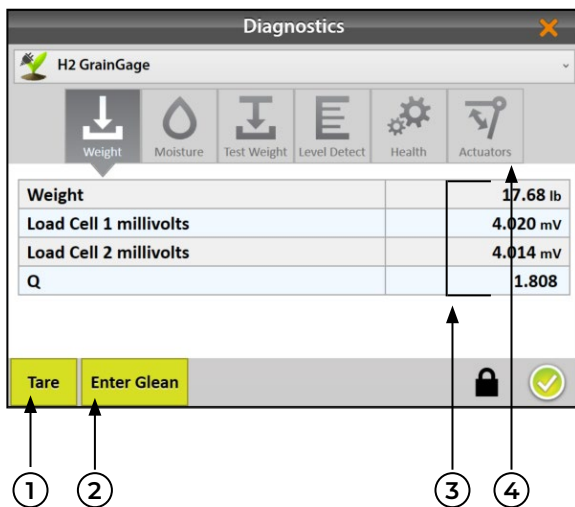 Diagnostics
H2 GrainGage
Weight Moisture Test Weight Level Detect Health Actuators
Weight 17.68 lb
Load Cell 1 millivolts 4.020 mV
Load Cell 2 millivolts 4.014 mV
Q 1.808
Tare Enter Glean
1 2 3 4